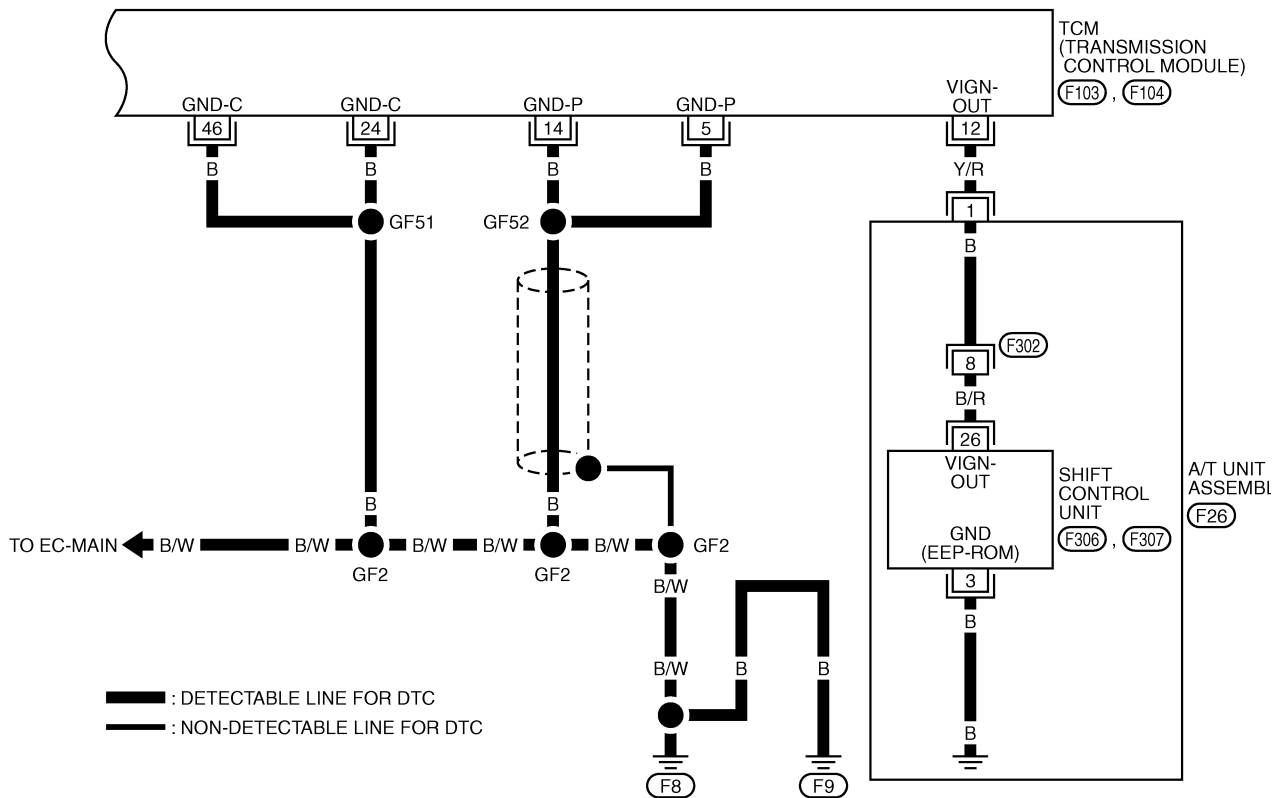 TCM
(TRANSMISSION
CONTROL MODULE)
F103 , F104
GND-C
GND-C
GND-P
GND-P
VIGN-
OUT
46
24
14
5
12
B
B
B
B
Y/R
1
GF51
GF52
B
F302
8
B/R
26
VIGN-
OUT
SHIFT
CONTROL
UNIT
F306 , F307
A/T UNIT
ASSEMBL
F26
GND
(EEP-ROM)
3
B
B
B
B
TO EC-MAIN
B/W
B/W
B/W
B/W
B/W
GF2
GF2
GF2
B/W
B/W
B
B
: DETECTABLE LINE FOR DTC
: NON-DETECTABLE LINE FOR DTC
F8
F9